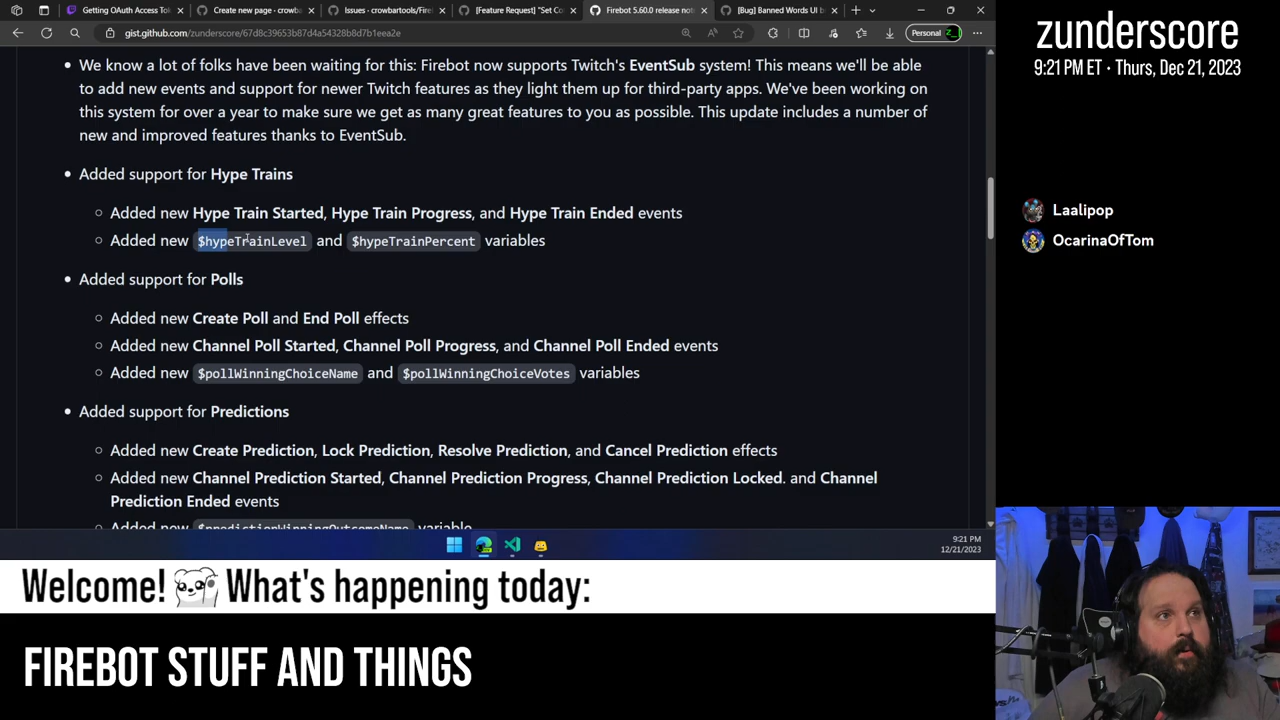 Getting OAuth Access Tok
Create new page · crowba
Issues · crowbartools/Fire
[Feature Request] "Set Co
Firebot 5.60.0 release not
[Bug] Banned Words UI b
gist.github.com/zunderscore/67d8c39653b87d4a54328b8d7b1eea2e
Personal
We know a lot of folks have been waiting for this: Firebot now supports Twitch's EventSub system! This means we'll be able
to add new events and support for newer Twitch features as they light them up for third-party apps. We've been working on
this system for over a year to make sure we get as many great features to you as possible. This update includes a number of
new and improved features thanks to EventSub.
Added support for Hype Trains
Added new Hype Train Started, Hype Train Progress, and Hype Train Ended events
Added new $hypeTrainLevel and $hypeTrainPercent variables
Added support for Polls
Added new Create Poll and End Poll effects
Added new Channel Poll Started, Channel Poll Progress, and Channel Poll Ended events
Added new $pollWinningChoiceName and $pollWinningChoiceVotes variables
Added support for Predictions
Added new Create Prediction, Lock Prediction, Resolve Prediction, and Cancel Prediction effects
Added new Channel Prediction Started, Channel Prediction Progress, Channel Prediction Locked. and Channel
Prediction Ended events
Added new $predictionWinningOutcomeName variable
9:21 PM
12/21/2023
zunderscore
9:21 PM ET · Thurs, Dec 21, 2023
Laalipop
OcarinaOfTom
Welcome! What's happening today:
FIREBOT STUFF AND THINGS